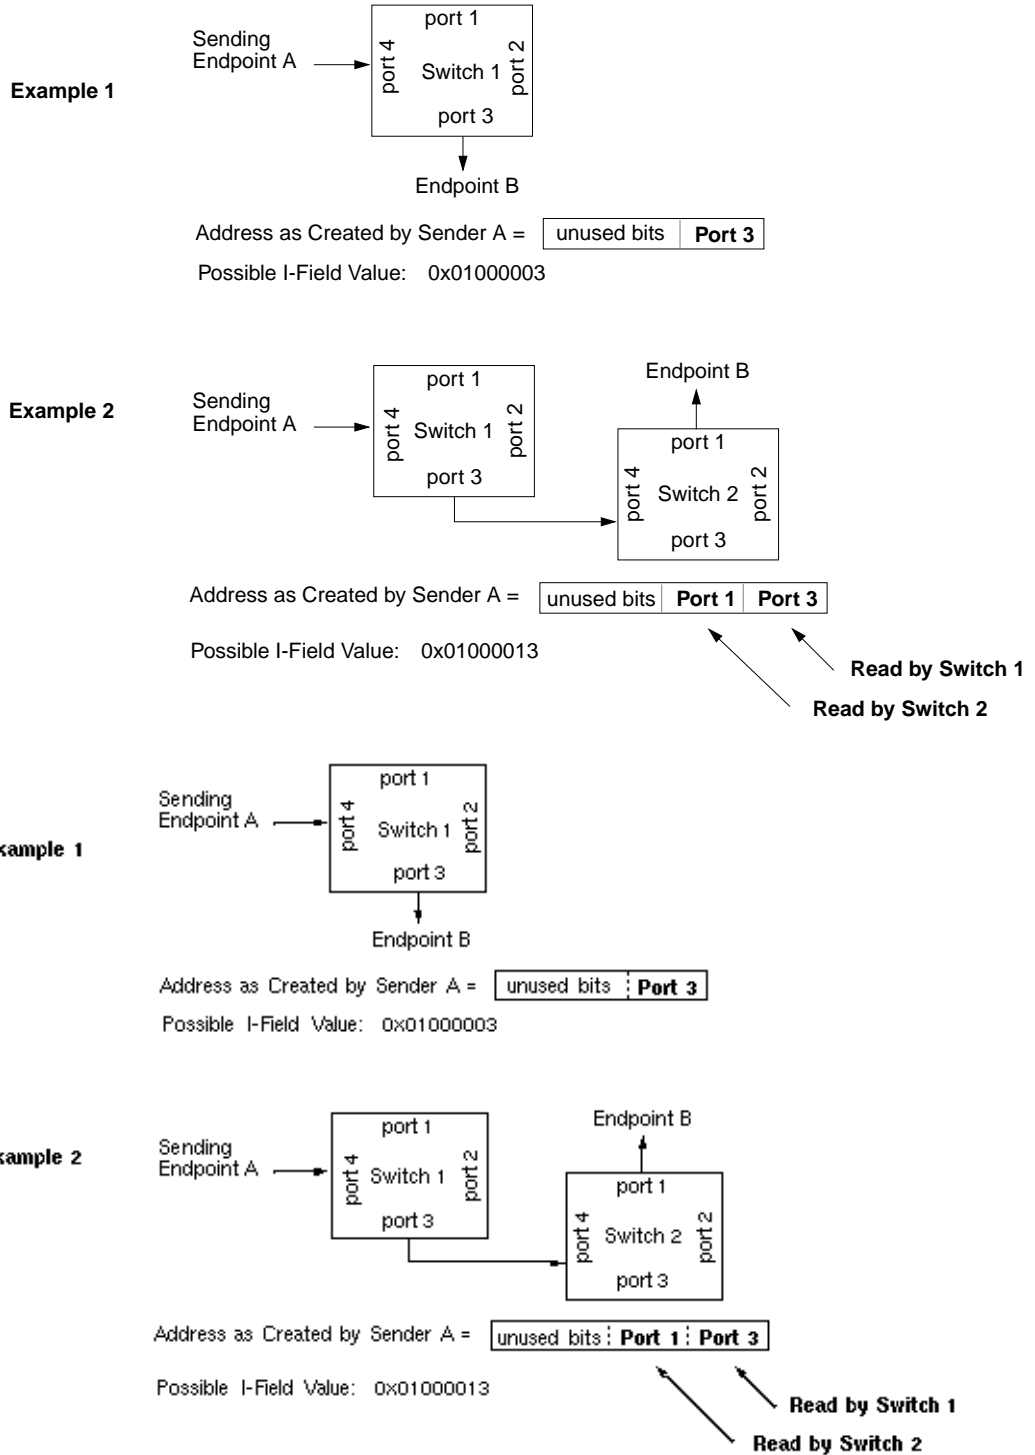 port 1
Sending
Endpoint A
port 4
Switch 1
port 2
Example 1
port 3
Endpoint B
Address as Created by Sender A = unused bits Port 3
Possible I-Field Value: 0x01000003
Endpoint B
port 1
Example 2
Sending
Endpoint A
port 4
Switch 1
port 2
port 3
port 1
port 4
Switch 2
port 2
port 3
Address as Created by Sender A = unused bits Port 1 Port 3
Possible I-Field Value: 0x01000013
Read by Switch 1
Read by Switch 2
port 1
Sending
Endpoint A
port 4
Switch 1
port 2
xample 1
port 3
Endpoint B
Address as Created by Sender A = unused bits Port 3
Possible I-Field Value: 0x01000003
Endpoint B
port 1
xample 2
Sending
Endpoint A
port 4
Switch 1
port 2
port 3
port 1
port 4
Switch 2
port 2
port 3
Address as Created by Sender A = unused bits Port 1 Port 3
Possible I-Field Value: 0x01000013
Read by Switch 1
Read by Switch 2